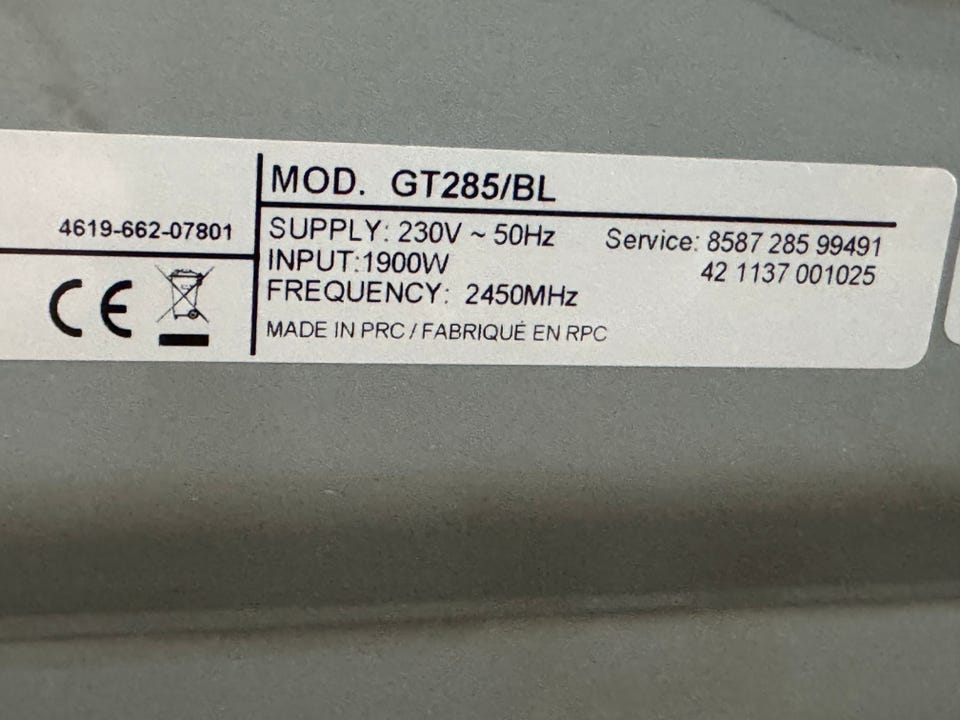 MOD. GT285/BL
4619-662-07801
SUPPLY: 230V ~ 50Hz
INPUT:1900W
FREQUENCY: 2450MHz
MADE IN PRC / FABRIQUÉ EN RPC
Service: 8587 285 99491
42 1137 001025
CE